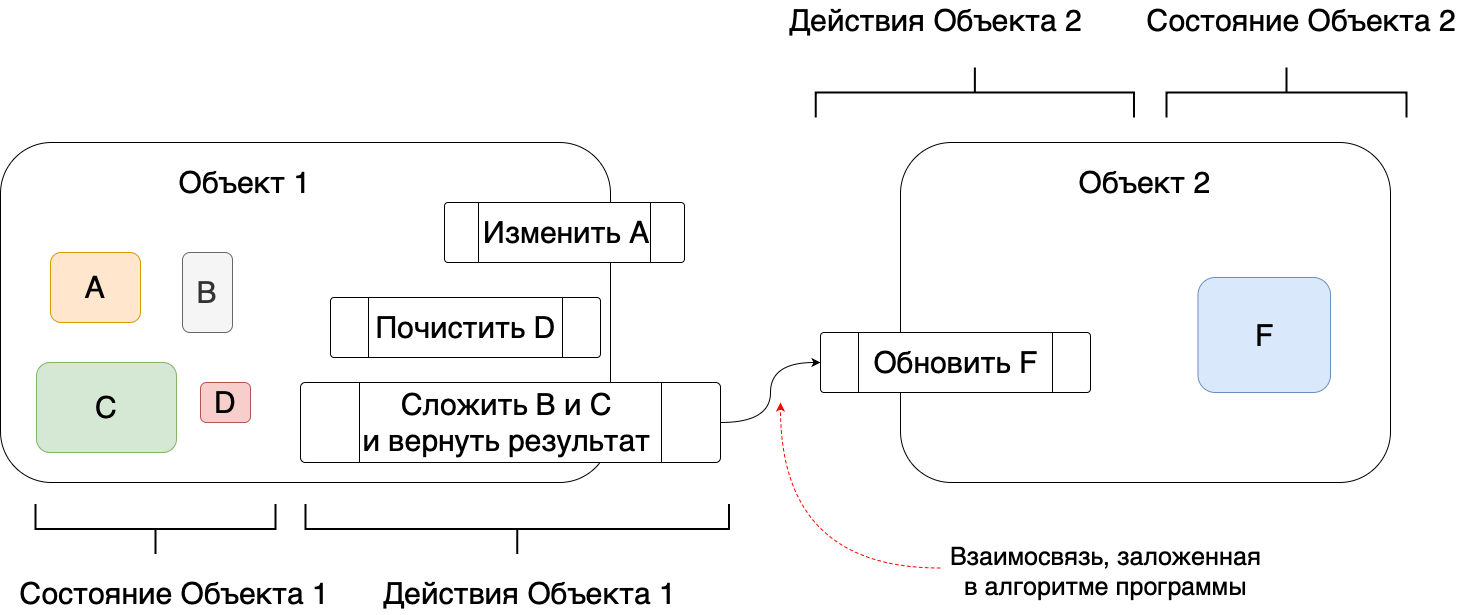 Действия Объекта 2
Состояние Объекта 2
Объект 1
Объект 2
Изменить A
A
B
Почистить D
Обновить F
F
C
D
Сложить B и C
и вернуть результат
Взаимосвязь, заложенная
в алгоритме программы
Состояние Объекта 1
Действия Объекта 1